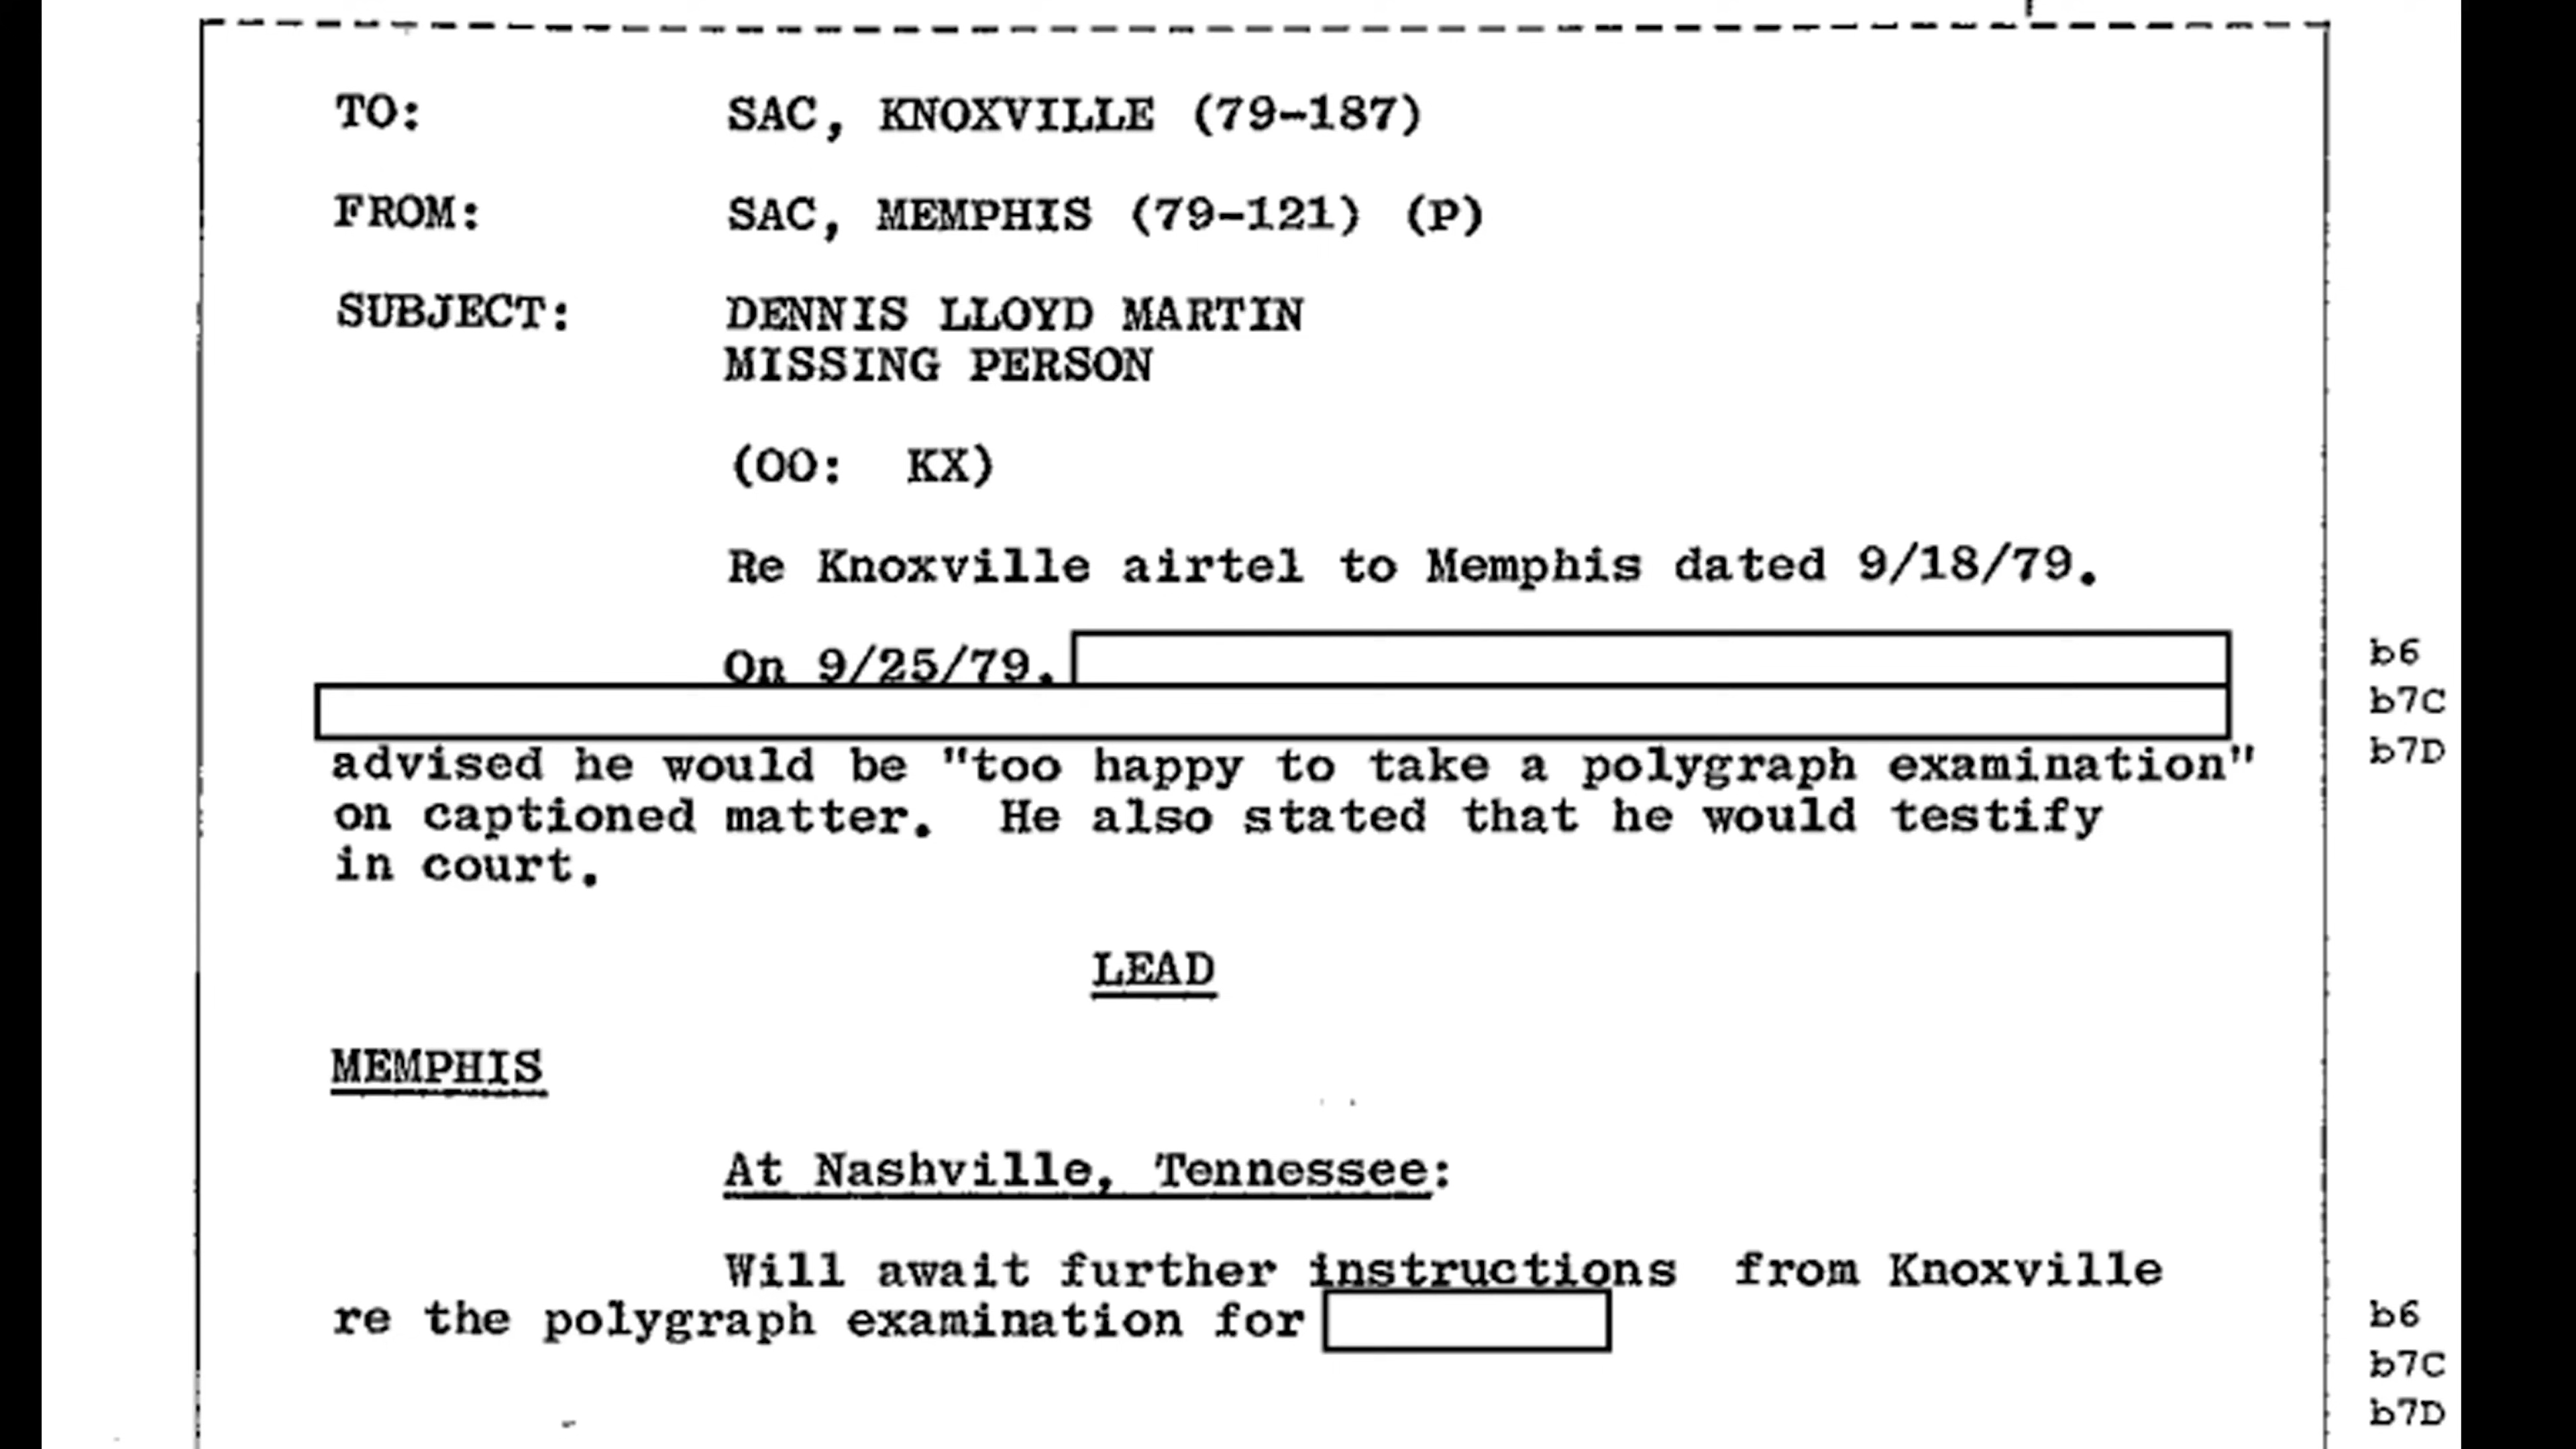 TO: SAC, KNOXVILLE (79-187)
FROM: SAC, MEMPHIS (79-121) (P)
SUBJECT: DENNIS LLOYD MARTIN
MISSING PERSON
(OO: KX)
Re Knoxville airtel to Memphis dated 9/18/79.
On 9/25/79. b6
b7C
advised he would be "too happy to take a polygraph examination" b7D
on captioned matter. He also stated that he would testify
in court.
LEAD
MEMPHIS
At Nashville, Tennessee:
Will await further instructions from Knoxville
re the polygraph examination for b6
b7C
b7D